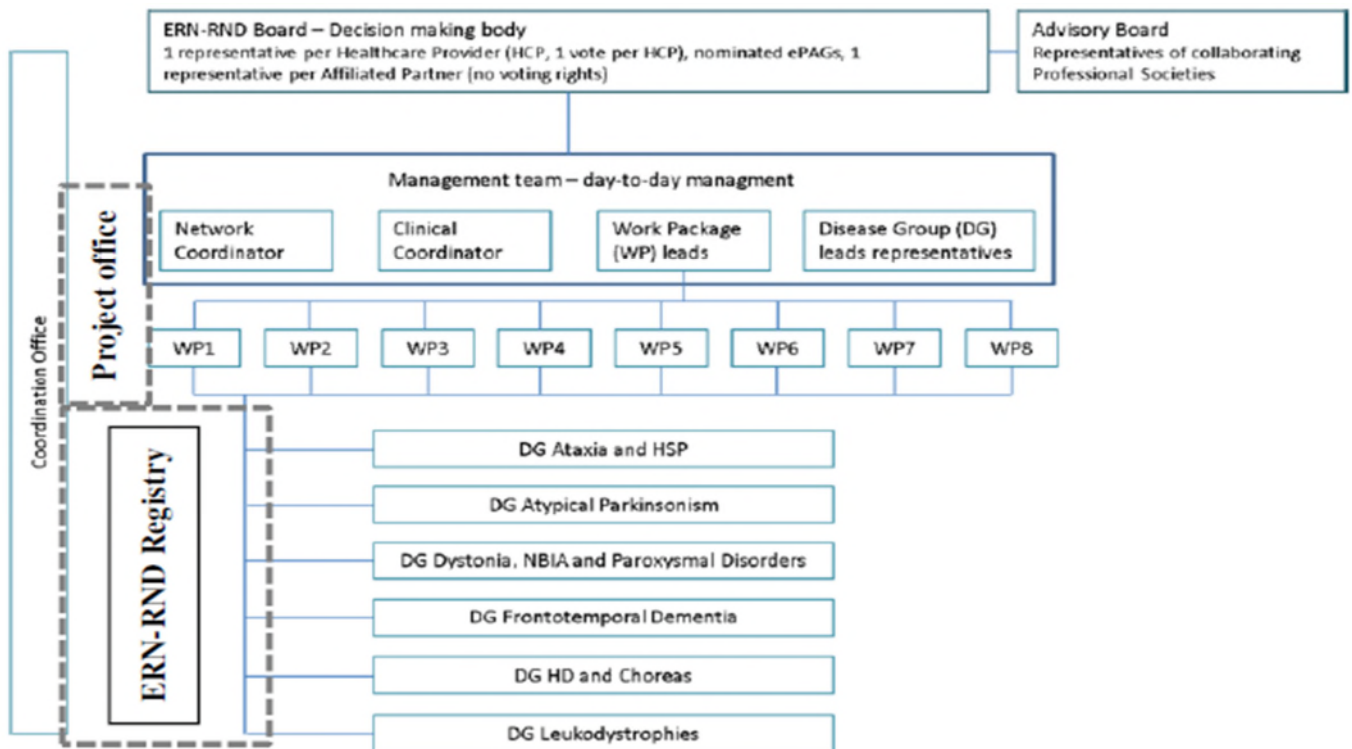 ERN-RND Board – Decision making body
1 representative per Healthcare Provider (HCP, 1 vote per HCP), nominated ePAGs, 1
representative per Affiliated Partner (no voting rights)
Advisory Board
Representatives of collaborating
Professional Societies
Management team – day-to-day managment
Network
Coordinator
Clinical
Coordinator
Work Package
(WP) leads
Disease Group (DG)
leads representatives
Coordination Office
Project office
WP1
WP2
WP3
WP4
WP5
WP6
WP7
WP8
ERN-RND Registry
DG Ataxia and HSP
DG Atypical Parkinsonism
DG Dystonia, NBIA and Paroxysmal Disorders
DG Frontotemporal Dementia
DG HD and Choreas
DG Leukodystrophies